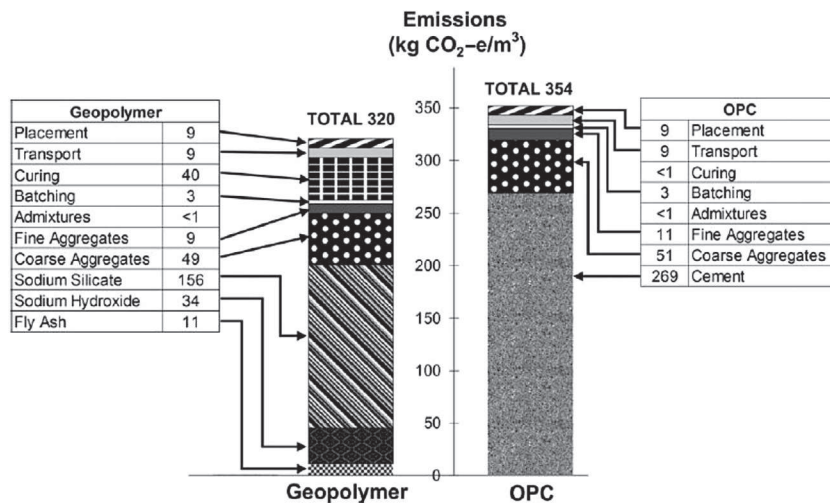 Emissions
(kg CO₂–e/m³)
TOTAL 320
TOTAL 354
Geopolymer
Placement 9
Transport 9
Curing 40
Batching 3
Admixtures <1
Fine Aggregates 9
Coarse Aggregates 49
Sodium Silicate 156
Sodium Hydroxide 34
Fly Ash 11
350
300
250
200
150
100
50
0
OPC
9 Placement
9 Transport
<1 Curing
3 Batching
<1 Admixtures
11 Fine Aggregates
51 Coarse Aggregates
269 Cement
Geopolymer
OPC